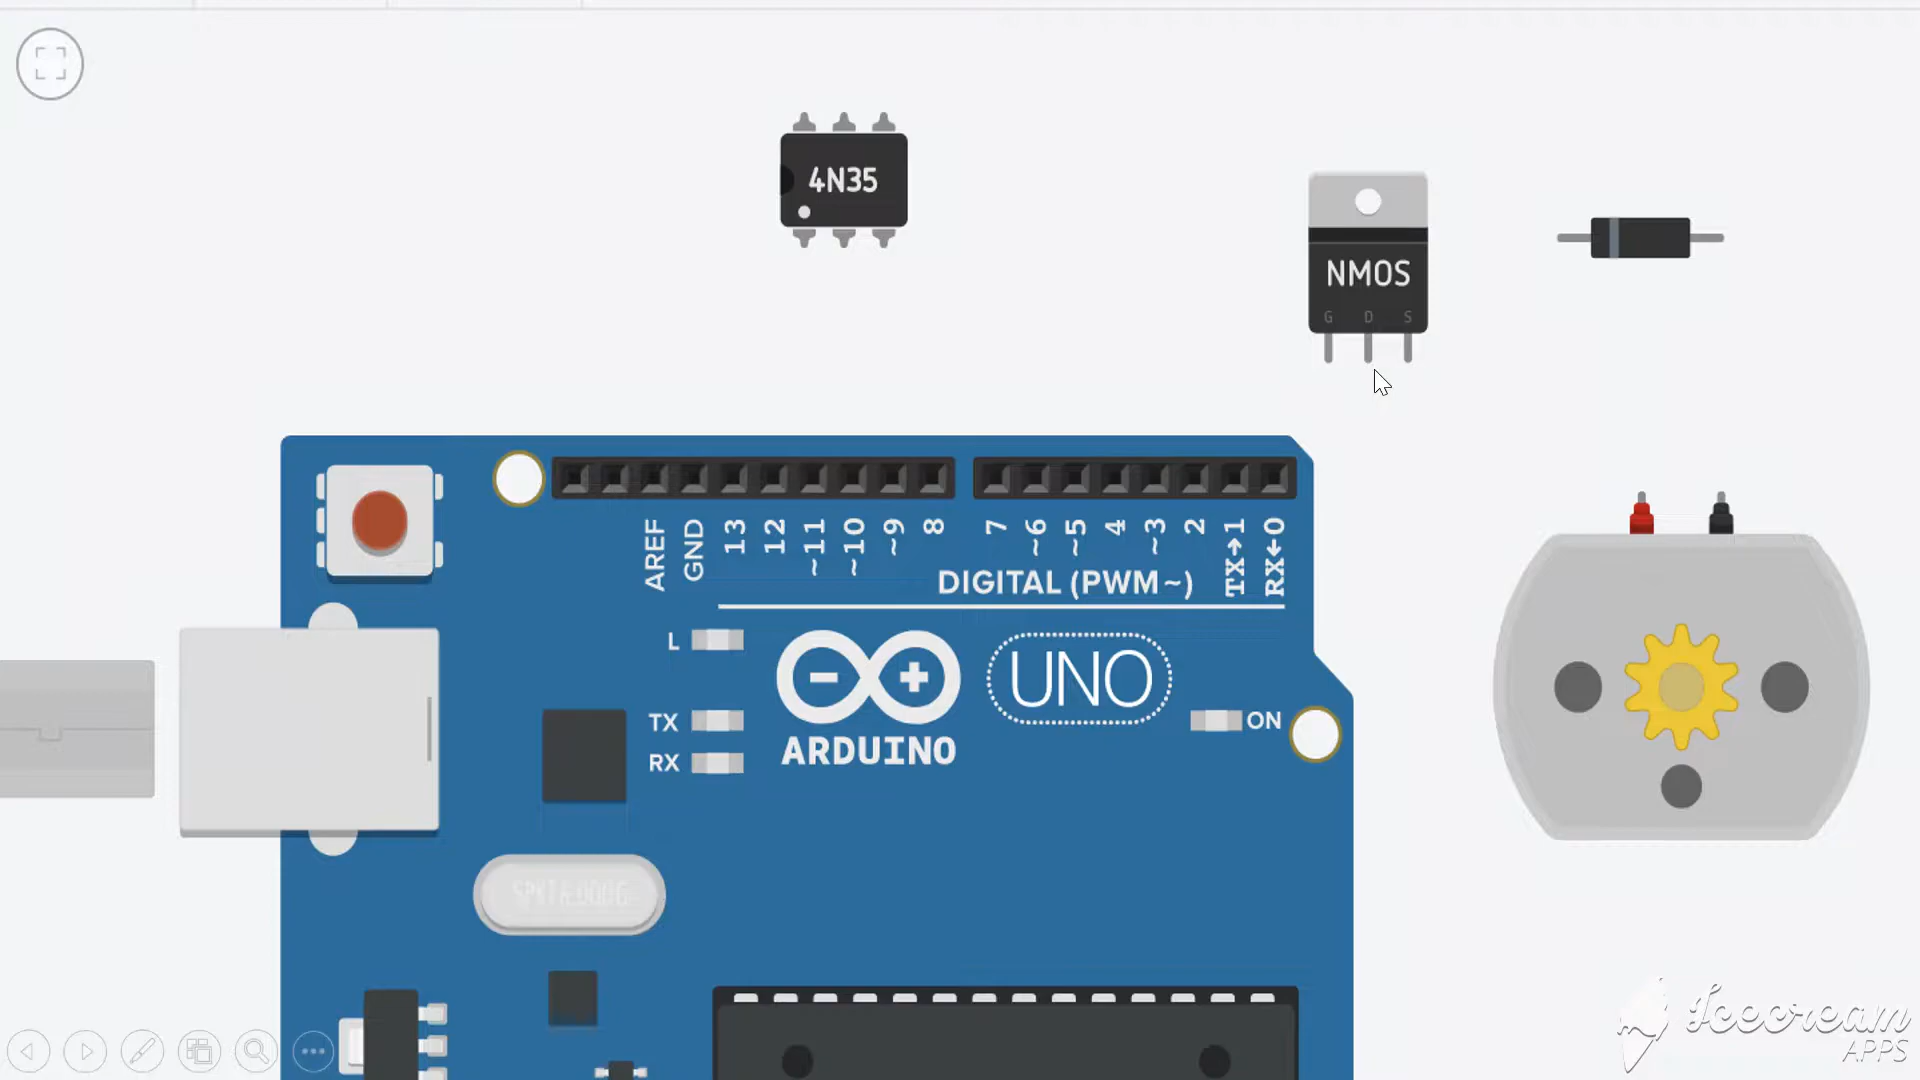 4N35
NMOS
G D S
AREF
GND
13
12
~11
~10
~9
8
7
~6
~5
4
~3
2
TX→1
RX←0
DIGITAL (PWM~)
L
TX
RX
UNO
ARDUINO
ON
Icecream
APPS